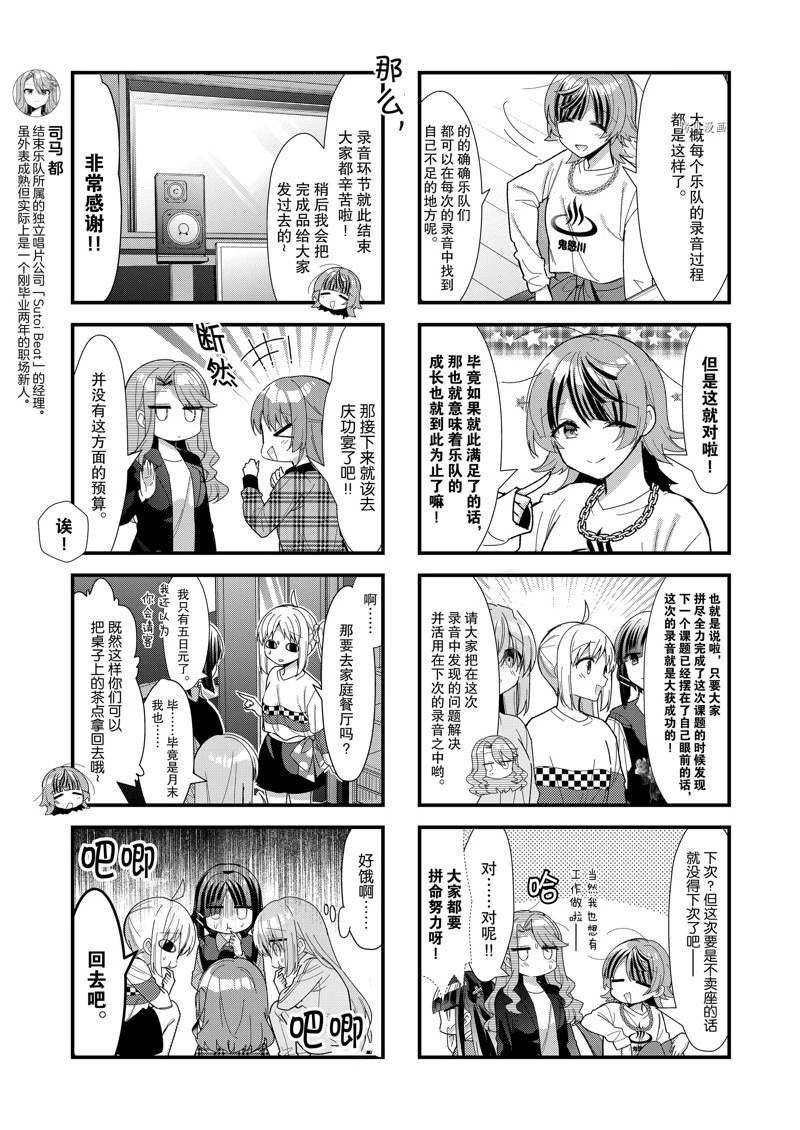 大概每个乐队的录音过程
都是这样了。
的的确确乐队们
都可以在每次的录音中找到
自己不足的地方呢。
鬼怒川
但是这就对啦！
毕竟如果就此满足了的话，
那也就意味着乐队的
成长也就到此为止了嘛！
也就是说啦，只要大家
拼尽全力完成了这次课题的时候发现
下一个课题已经摆在了自己眼前的话，
这次的录音就是大获成功的！
请大家把在这次
录音中发现的问题解决
并活用在下次的录音之中哟。
下次？但这次要是不卖座的话
就没得下次了吧——
当然我也想有
工作做啦——
哈
对……对呢！！
大家都要
拼命努力呀！
那么，
录音环节就此结束
大家都辛苦啦！
稍后我会把
完成品给大家
发过去的～
非常感谢！！
那接下来就该去
庆功宴了吧！！
断然
并没有这方面的预算。
诶！
啊……
那要去家庭餐厅吗？
我只有五日元了。
我还以为
你会请客
毕……毕竟是月末
我也……
既然这样你们可以
把桌子上的茶点拿回去哦～
好饿啊……
吧唧
吧唧
回去吧。
司马都
结束乐队所属的独立唱片公司「Sutoi Beat」的经理。
虽外表成熟但实际上是一个刚毕业两年的职场新人。